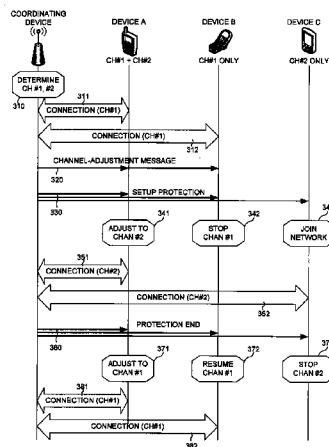 COORDINATING
DEVICE
DEVICE A
DEVICE B
DEVICE C
CH#1 + CH#2
CH#1 ONLY
CH#2 ONLY
DETERMINE
CH #1, #2
310
311
CONNECTION (CH#1)
CONNECTION (CH#1)
312
CHANNEL-ADJUSTMENT MESSAGE
320
SETUP PROTECTION
330
341
342
34
ADJUST TO
CHAN #2
STOP
CHAN #1
JOIN
NETWORK
351
CONNECTION (CH#2)
CONNECTION (CH#2)
352
PROTECTION END
360
371
372
37
ADJUST TO
CHAN #1
RESUME
CHAN #1
STOP
CHAN #2
381
CONNECTION (CH#1)
CONNECTION (CH#1)
382